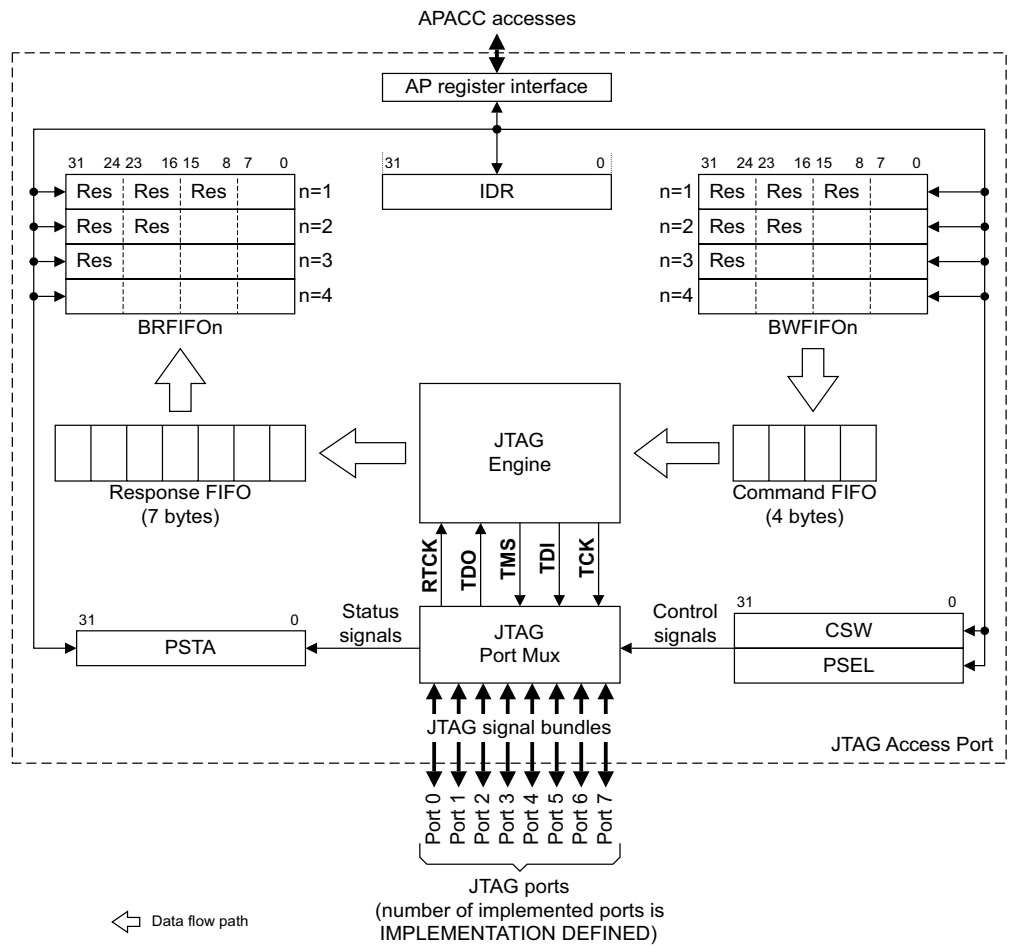 APACC accesses
AP register interface
31 24 23 16 15 8 7 0
31 0
31 24 23 16 15 8 7 0
Res Res Res n=1
IDR
n=1 Res Res Res
Res Res n=2
n=2 Res Res
Res n=3
n=3 Res
n=4
n=4
BRFIFOn
BWFIFOn
JTAG
Engine
Response FIFO
(7 bytes)
Command FIFO
(4 bytes)
RTCK
TDO
TMS
TDI
TCK
31 0
PSTA
Status
signals
JTAG
Port Mux
Control
signals
31 0
CSW
PSEL
JTAG signal bundles
JTAG Access Port
Port 0
Port 1
Port 2
Port 3
Port 4
Port 5
Port 6
Port 7
JTAG ports
(number of implemented ports is
IMPLEMENTATION DEFINED)
Data flow path